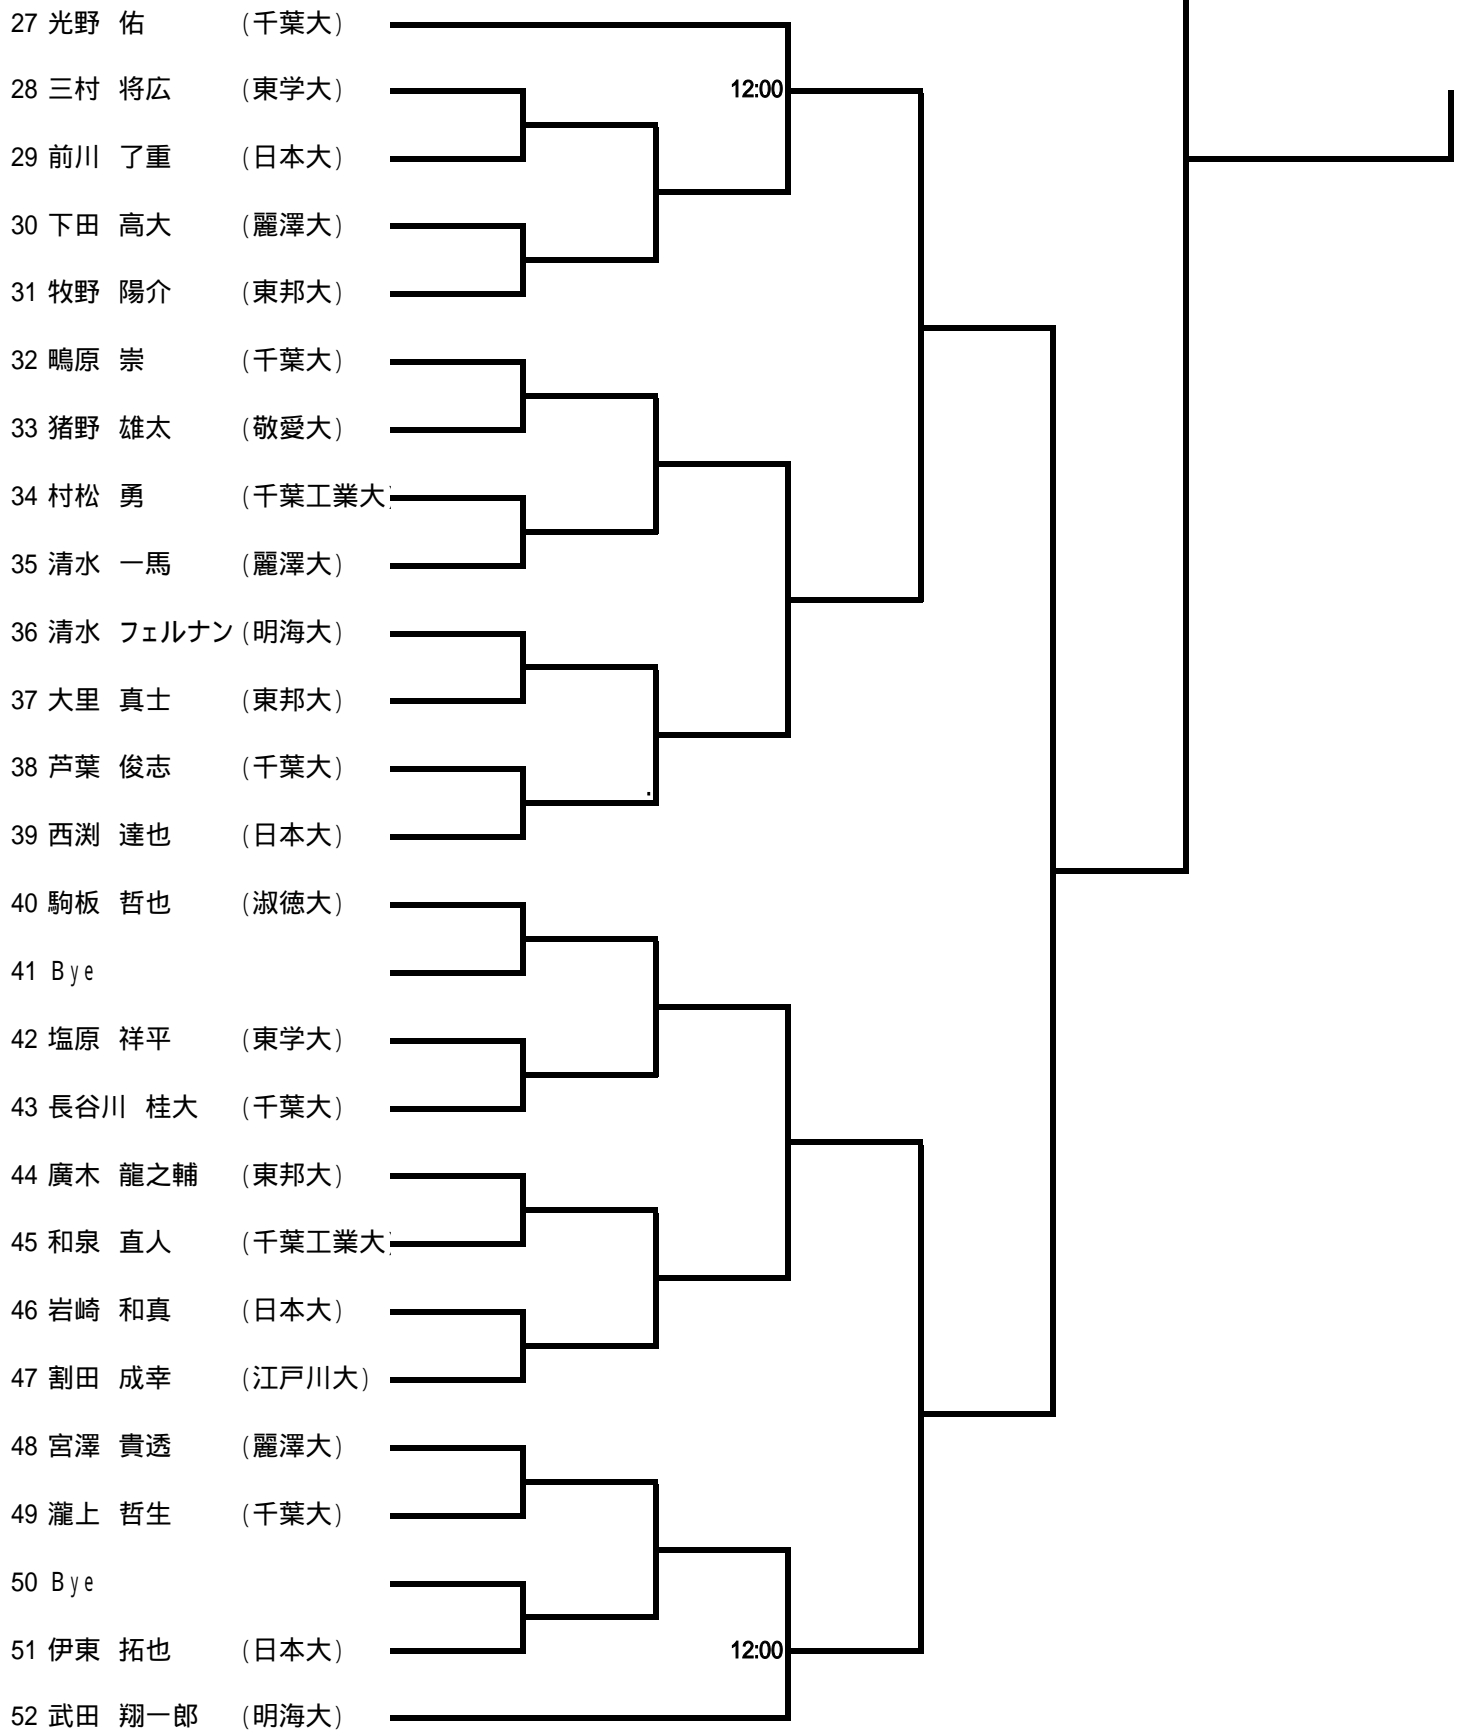 27 光野 佑 (千葉大)
28 三村 将広 (東学大) 12:00
29 前川 了重 (日本大)
30 下田 高大 (麗澤大)
31 牧野 陽介 (東邦大)
32 鴫原 崇 (千葉大)
33 猪野 雄太 (敬愛大)
34 村松 勇 (千葉工業大)
35 清水 一馬 (麗澤大)
36 清水 フェルナン (明海大)
37 大里 真士 (東邦大)
38 芦葉 俊志 (千葉大)
39 西渕 達也 (日本大)
40 駒板 哲也 (淑徳大)
41 Bye
42 塩原 祥平 (東学大)
43 長谷川 桂大 (千葉大)
44 廣木 龍之輔 (東邦大)
45 和泉 直人 (千葉工業大)
46 岩崎 和真 (日本大)
47 割田 成幸 (江戸川大)
48 宮澤 貴透 (麗澤大)
49 瀧上 哲生 (千葉大)
50 Bye
51 伊東 拓也 (日本大) 12:00
52 武田 翔一郎 (明海大)